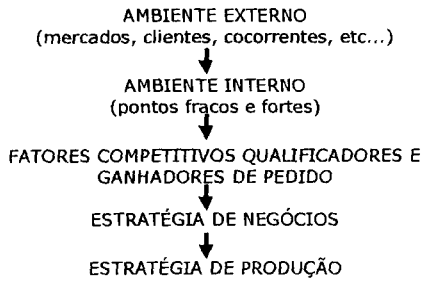 AMBIENTE EXTERNO
(mercados, clientes, cocorrentes, etc...)
AMBIENTE INTERNO
(pontos fracos e fortes)
FATORES COMPETITIVOS QUALIFICADORES E
GANHADORES DE PEDIDO
ESTRATÉGIA DE NEGÓCIOS
ESTRATÉGIA DE PRODUÇÃO